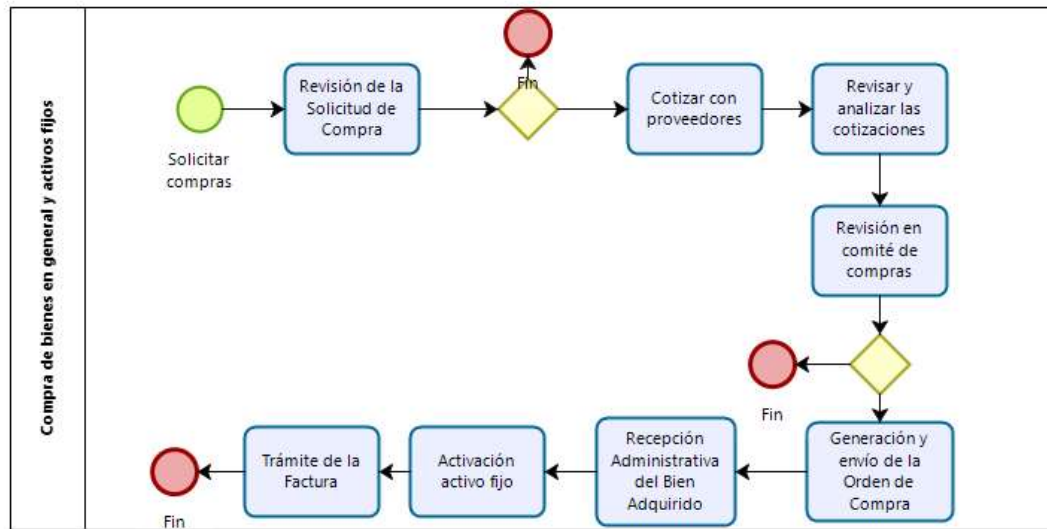 Compra de bienes en general y activos fijos
Solicitar
compras
Revisión de la
Solicitud de
Compra
Fin
Cotizar con
proveedores
Revisar y
analizar las
cotizaciones
Revisión en
comité de
compras
Fin
Generación y
envío de la
Orden de
Compra
Recepción
Administrativa
del Bien
Adquirido
Activación
activo fijo
Trámite de la
Factura
Fin